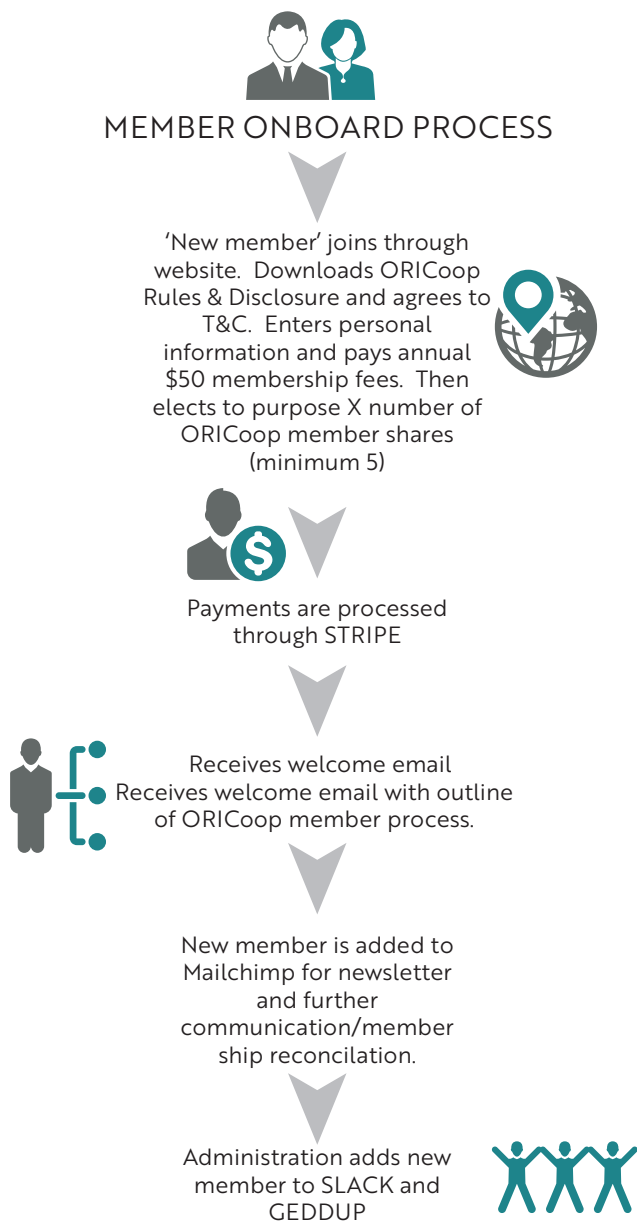 MEMBER ONBOARD PROCESS
‘New member’ joins through
website.  Downloads ORICoop
Rules & Disclosure and agrees to
T&C.  Enters personal
information and pays annual
$50 membership fees.  Then
elects to purpose X number of
ORICoop member shares
(minimum 5)
$
Payments are processed
through STRIPE
Receives welcome email
Receives welcome email with outline
of ORICoop member process.
New member is added to
Mailchimp for newsletter
and further
communication/member
ship reconcilation.
Administration adds new
member to SLACK and
GEDDUP